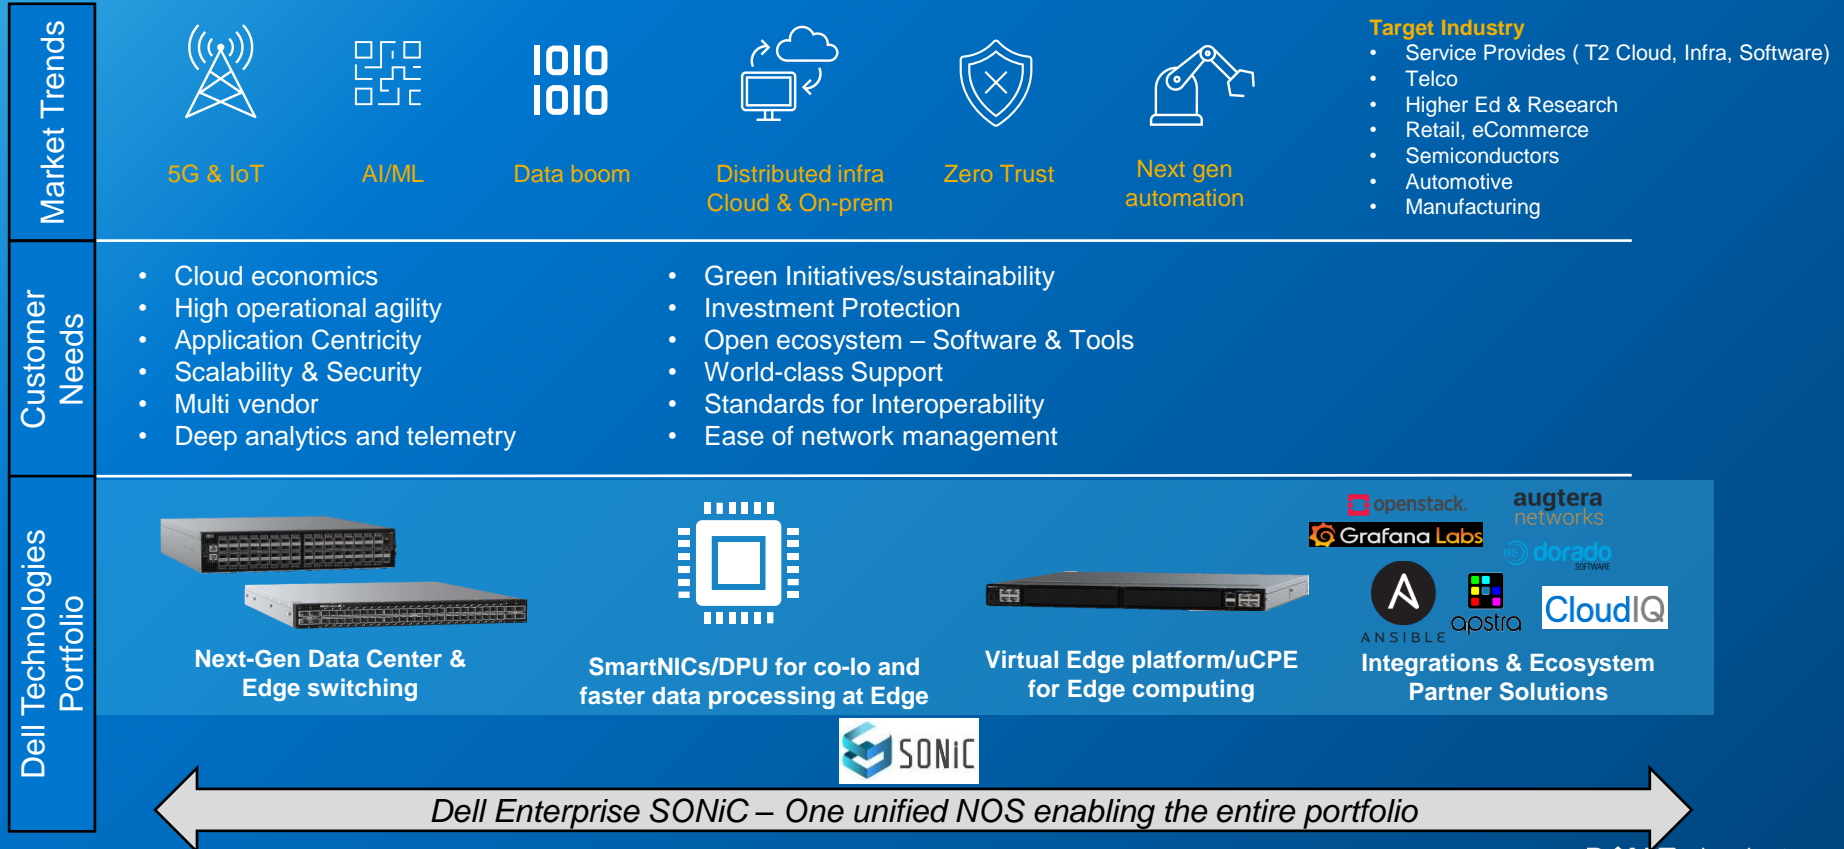 Market Trends
IOIO
IOIO
5G & IoT
AI/ML
Data boom
Distributed infra
Cloud & On-prem
Zero Trust
Next gen
automation
Target Industry
• Service Provides ( T2 Cloud, Infra, Software)
• Telco
• Higher Ed & Research
• Retail, eCommerce
• Semiconductors
• Automotive
• Manufacturing
Customer
Needs
• Cloud economics
• High operational agility
• Application Centricity
• Scalability & Security
• Multi vendor
• Deep analytics and telemetry
• Green Initiatives/sustainability
• Investment Protection
• Open ecosystem – Software & Tools
• World-class Support
• Standards for Interoperability
• Ease of network management
Dell Technologies
Portfolio
Next-Gen Data Center &
Edge switching
SmartNICs/DPU for co-lo and
faster data processing at Edge
Virtual Edge platform/uCPE
for Edge computing
openstack.
augtera
networks
Grafana Labs
dorado
SOFTWARE
A
ANSIBLE
apstra
CloudIQ
Integrations & Ecosystem
Partner Solutions
SONiC
Dell Enterprise SONiC – One unified NOS enabling the entire portfolio